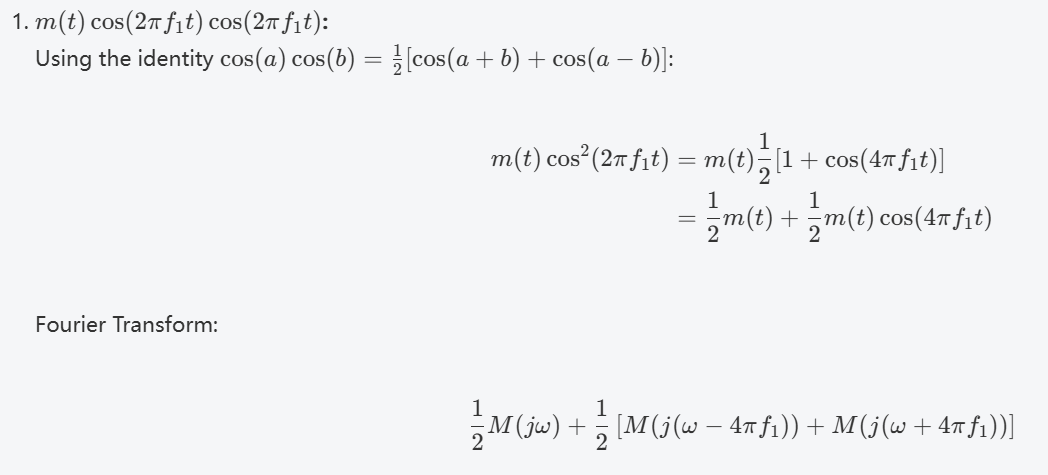 1. m(t) cos(2πf₁t) cos(2πf₁t):
Using the identity cos(a) cos(b) = ½[cos(a + b) + cos(a − b)]:
m(t) cos²(2πf₁t) = m(t)½[1 + cos(4πf₁t)]
= ½m(t) + ½m(t) cos(4πf₁t)
Fourier Transform:
½M(jω) + ½[M(j(ω − 4πf₁)) + M(j(ω + 4πf₁))]